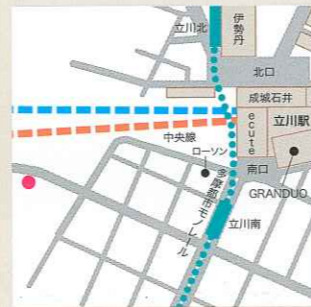 立川北
伊勢丹
北口
成城石井
ecute
立川駅
中央線
ローソン
南口
GRANDUO
多摩都市モノレール
立川南